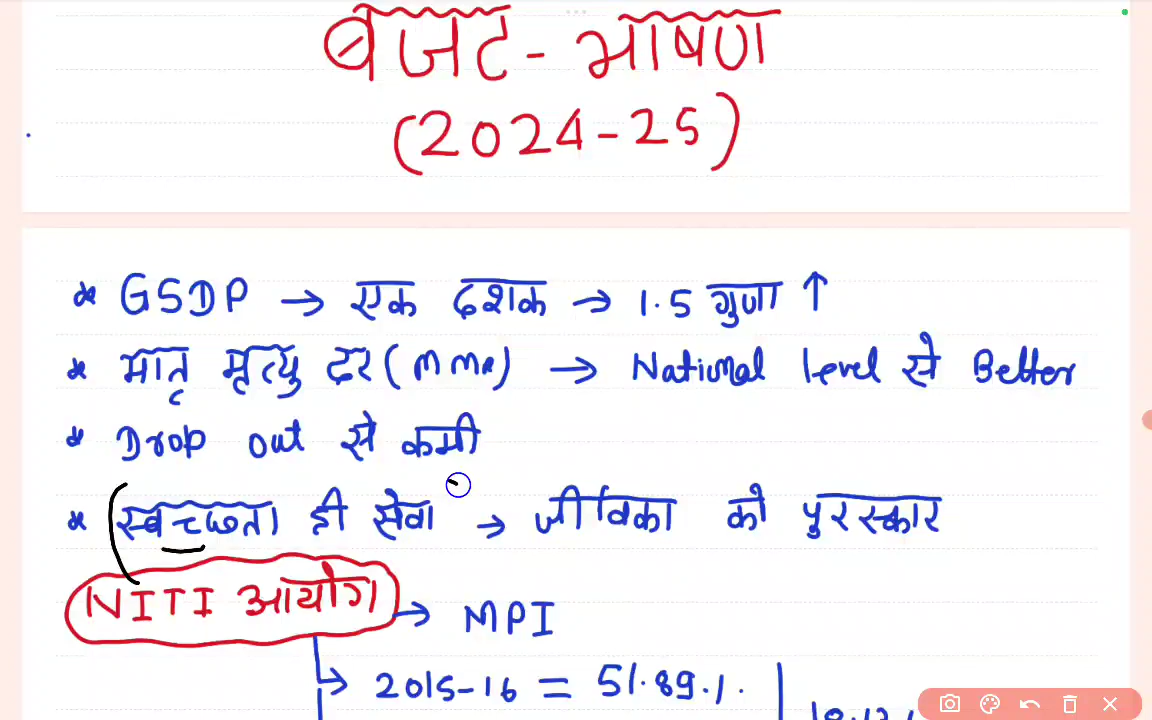 बजट - भाषण
(2024-25)
* GSDP → एक दशक → 1.5 गुणा ↑
* मातृ मृत्यु दर (MMR) → National level से Better
* Drop out से कमी
* स्वच्छता ही सेवा → जीविका को पुरस्कार
NITI आयोग → MPI
→ 2015-16 = 51.89%